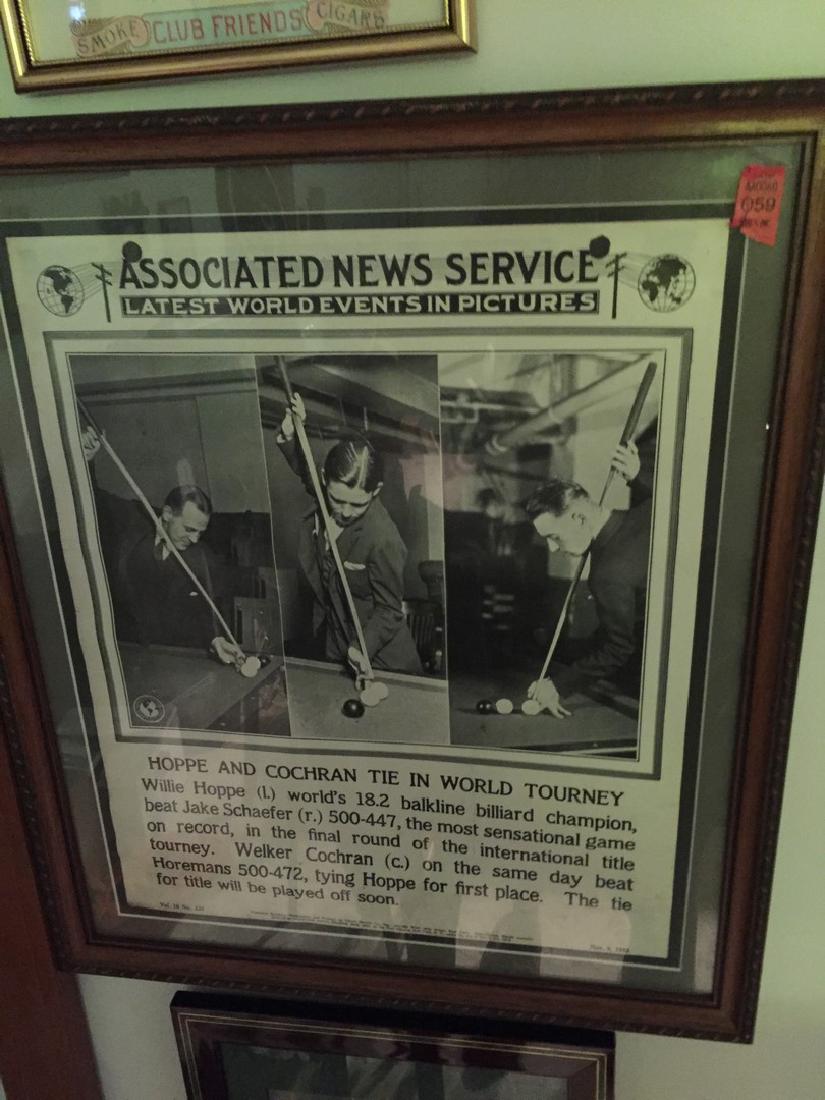 SMOKE CLUB FRIENDS CIGARS
059
ASSOCIATED NEWS SERVICE
LATEST WORLD EVENTS IN PICTURES
HOPPE AND COCHRAN TIE IN WORLD TOURNEY
Willie Hoppe (l.) world's 18.2 balkline billiard champion,
beat Jake Schaefer (r.) 500-447, the most sensational game
on record, in the final round of the international title
tourney. Welker Cochran (c.) on the same day beat
Horemans 500-472, tying Hoppe for first place. The tie
for title will be played off soon.